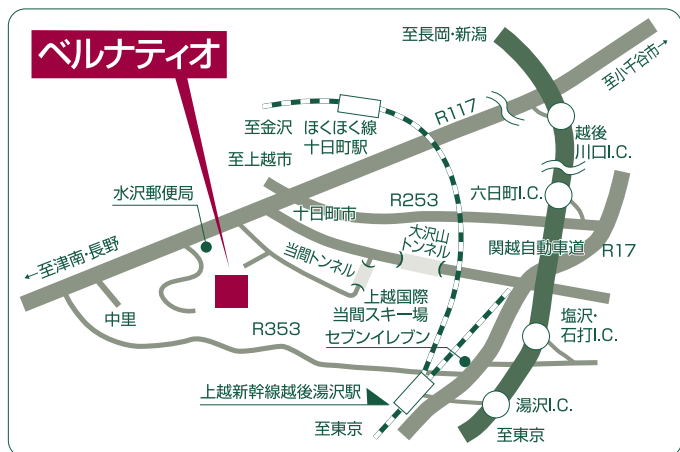 ベルナティオ
至長岡・新潟
至小千谷市→
R117
至金沢
ほくほく線
十日町駅
至上越市
越後
川口I.C.
水沢郵便局
六日町I.C.
十日町市
R253
大沢山
トンネル
関越自動車道
R17
←至津南・長野
当間トンネル
上越国際
当間スキー場
セブンイレブン
中里
R353
塩沢・
石打I.C.
上越新幹線越後湯沢駅
湯沢I.C.
至東京
至東京